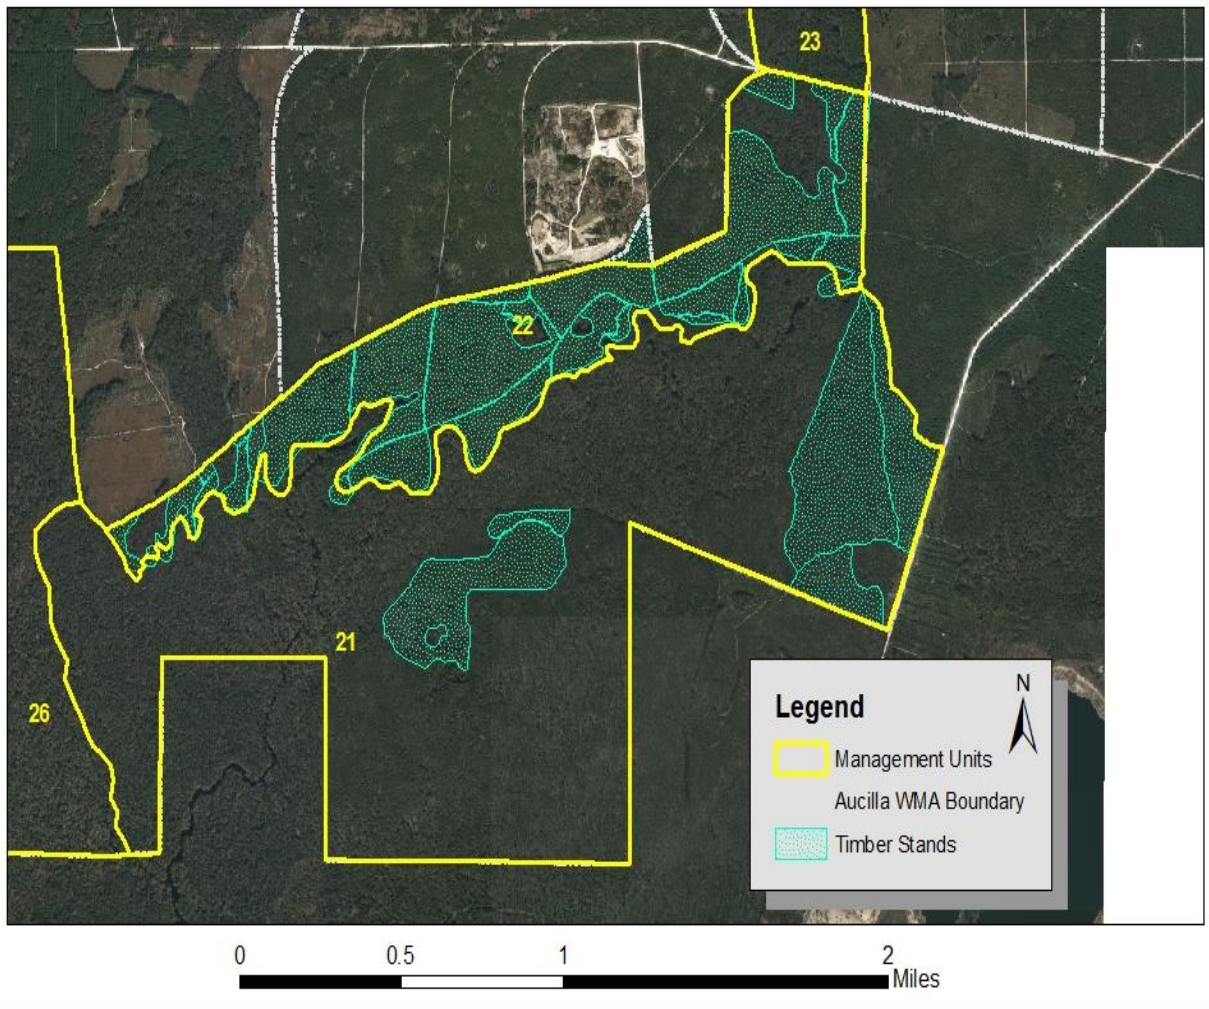 23
22
21
26
N
Legend
Management Units
Aucilla WMA Boundary
Timber Stands
0 0.5 1 2
Miles